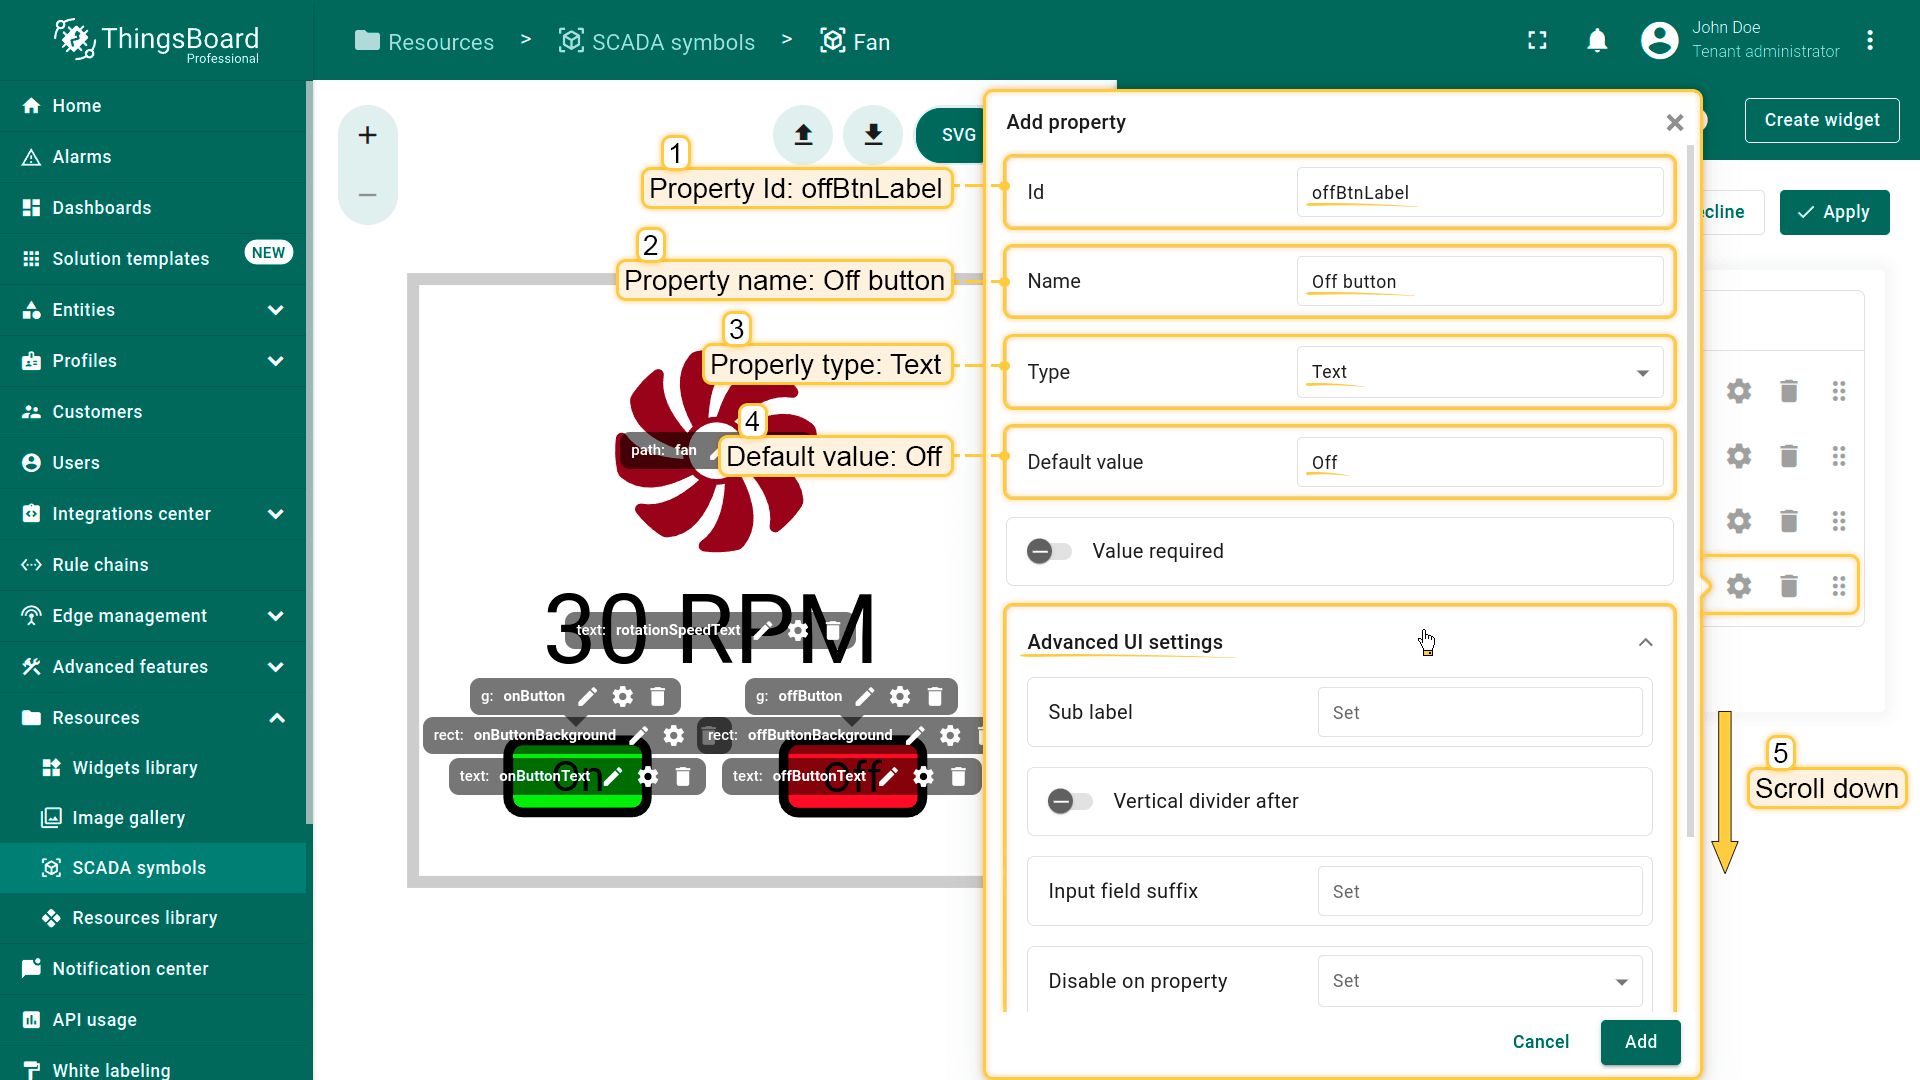 ThingsBoard
Professional
Resources > SCADA symbols > Fan
John Doe
Tenant administrator
Home
Alarms
Dashboards
Solution templates NEW
Entities
Profiles
Customers
Users
Integrations center
Rule chains
Edge management
Advanced features
Resources
Widgets library
Image gallery
SCADA symbols
Resources library
Notification center
API usage
White labeling
SVG
Create widget
Apply
1
Property Id: offBtnLabel
2
Property name: Off button
3
Properly type: Text
4
Default value: Off
path: fan
30 RPM
text: rotationSpeedText
g: onButton
g: offButton
rect: onButtonBackground
rect: offButtonBackground
On
text: onButtonText
Off
text: offButtonText
Add property
Id
offBtnLabel
Name
Off button
Type
Text
Default value
Off
Value required
Advanced UI settings
Sub label
Set
Vertical divider after
Input field suffix
Set
Disable on property
Set
Cancel
Add
5
Scroll down